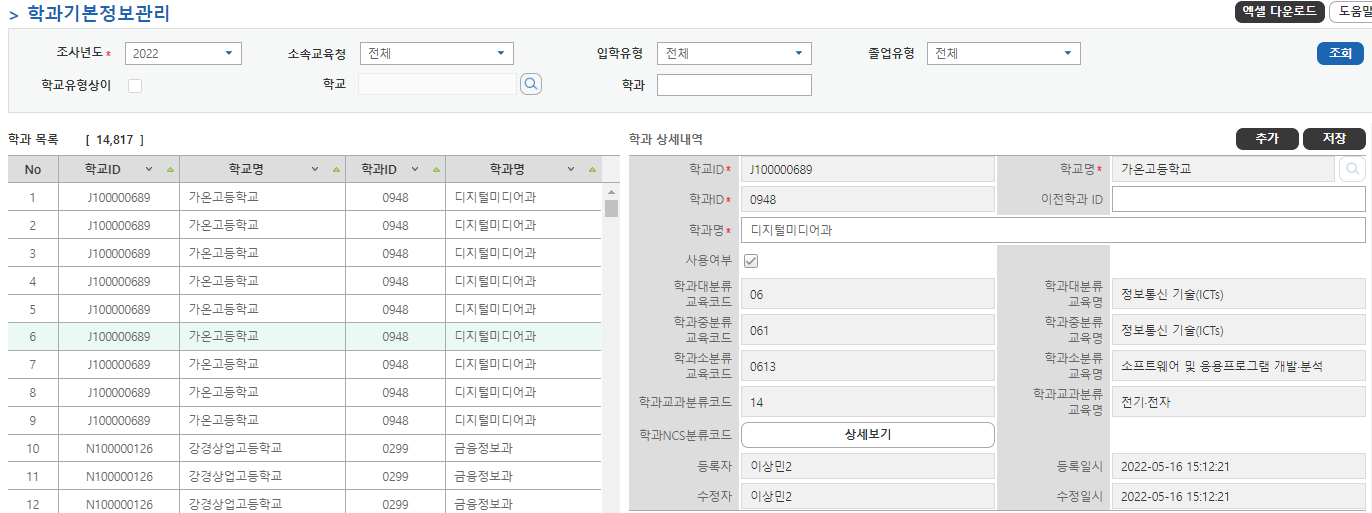 > 학과기본정보관리
엑셀 다운로드 도움말
조사년도* 2022 소속교육청 전체 입학유형 전체 졸업유형 전체 조회
학교유형상이 학교 학과
학과 목록 [ 14,817 ]
No 학교ID 학교명 학과ID 학과명
1 J100000689 가온고등학교 0948 디지털미디어과
2 J100000689 가온고등학교 0948 디지털미디어과
3 J100000689 가온고등학교 0948 디지털미디어과
4 J100000689 가온고등학교 0948 디지털미디어과
5 J100000689 가온고등학교 0948 디지털미디어과
6 J100000689 가온고등학교 0948 디지털미디어과
7 J100000689 가온고등학교 0948 디지털미디어과
8 J100000689 가온고등학교 0948 디지털미디어과
9 J100000689 가온고등학교 0948 디지털미디어과
10 N100000126 강경상업고등학교 0299 금융정보과
11 N100000126 강경상업고등학교 0299 금융정보과
12 N100000126 강경상업고등학교 0299 금융정보과
학과 상세내역 추가 저장
학교ID* J100000689 학교명* 가온고등학교
학과ID* 0948 이전학과 ID
학과명* 디지털미디어과
사용여부
학과대분류 교육코드 06 학과대분류 교육명 정보통신 기술(ICTs)
학과중분류 교육코드 061 학과중분류 교육명 정보통신 기술(ICTs)
학과소분류 교육코드 0613 학과소분류 교육명 소프트웨어 및 응용프로그램 개발·분석
학과교과분류코드 14 학과교과분류 교육명 전기·전자
학과NCS분류코드 상세보기
등록자 이상민2 등록일시 2022-05-16 15:12:21
수정자 이상민2 수정일시 2022-05-16 15:12:21